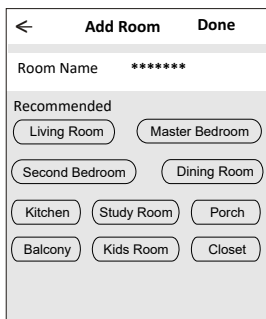 ← Add Room Done
Room Name *******
Recommended
Living Room Master Bedroom
Second Bedroom Dining Room
Kitchen Study Room Porch
Balcony Kids Room Closet